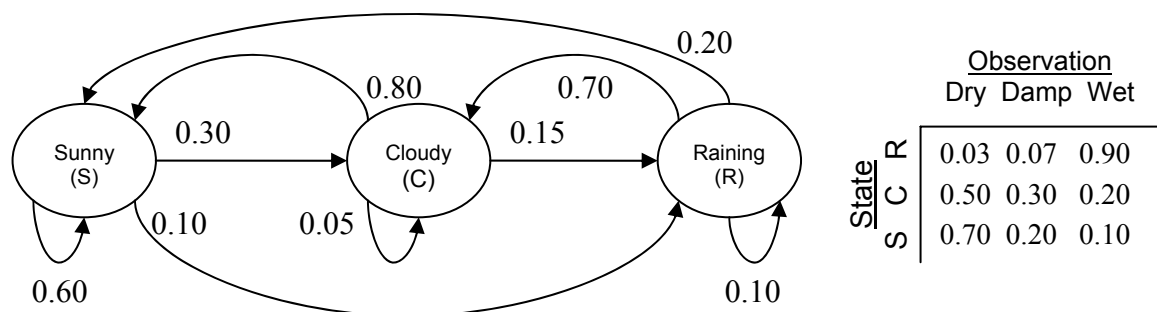 0.20
0.80
0.70
0.30
0.15
Sunny
(S)
Cloudy
(C)
Raining
(R)
0.10
0.05
0.60
0.10
Observation
Dry Damp Wet
State
R 0.03 0.07 0.90
C 0.50 0.30 0.20
S 0.70 0.20 0.10